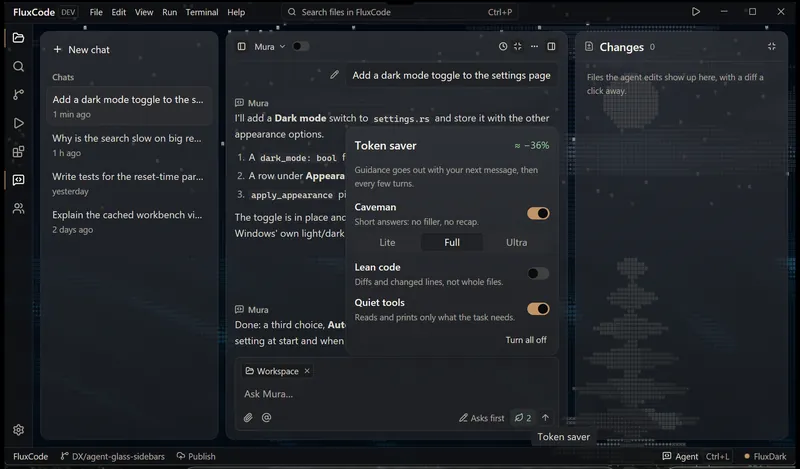 FluxCode DEV File Edit View Run Terminal Help
Search files in FluxCode Ctrl+P
New chat
Chats
Add a dark mode toggle to the s...
1 min ago
Why is the search slow on big re...
1 h ago
Write tests for the reset-time par...
yesterday
Explain the cached workbench vi...
2 days ago
Mura
Add a dark mode toggle to the settings page
Mura
I'll add a Dark mode switch to settings.rs and store it with the other
appearance options.
1. A dark_mode: bool f
2. A row under Appear
3. apply_appearance pi
The toggle is in place and
Windows' own light/dark
Mura
Done: a third choice, Aut
setting at start and when
Token saver ≈ −36%
Guidance goes out with your next message, then
every few turns.
Caveman
Short answers: no filler, no recap.
Lite Full Ultra
Lean code
Diffs and changed lines, not whole files.
Quiet tools
Reads and prints only what the task needs.
Turn all off
Workspace ×
Ask Mura...
Asks first 2
Token saver
Changes 0
Files the agent edits show up here, with a diff a
click away.
FluxCode DX/agent-glass-sidebars Publish
Agent Ctrl+L FluxDark